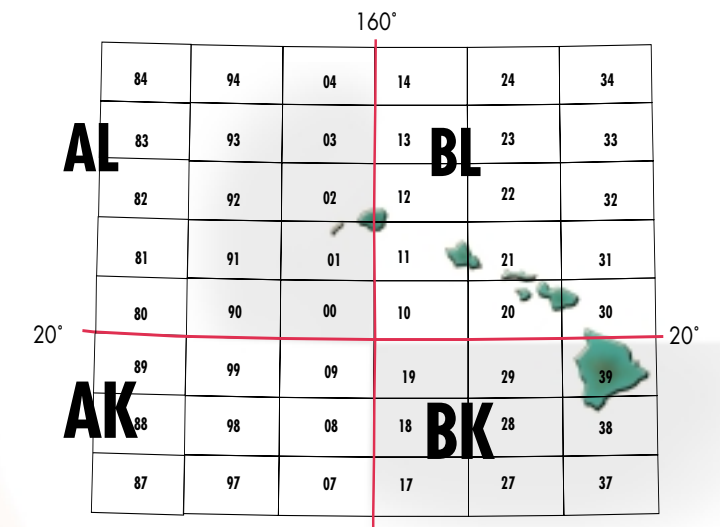 160°
84 94 04 14 24 34
AL 83 93 03 13 BL 23 33
82 92 02 12 22 32
81 91 01 11 21 31
80 90 00 10 20 30
20° 20°
89 99 09 19 29 39
AK 88 98 08 18 BK 28 38
87 97 07 17 27 37